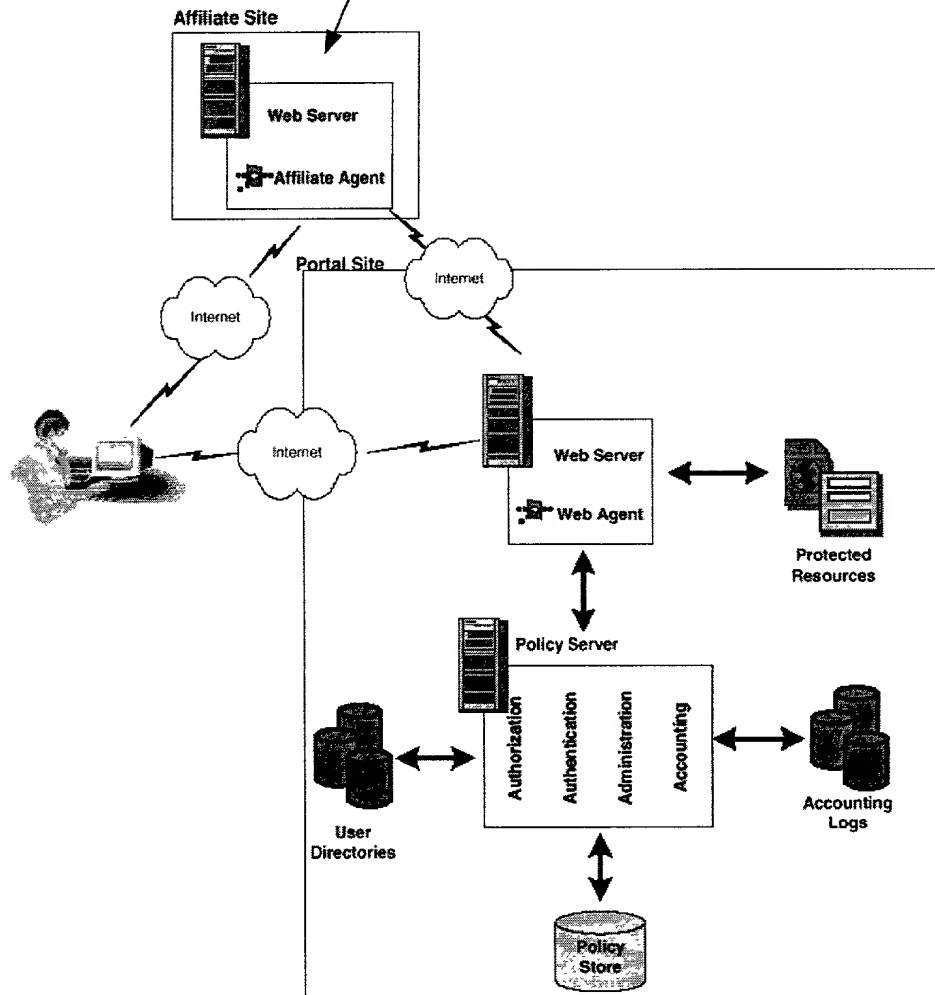 Affiliate Site
Web Server
Affiliate Agent
Portal Site
Internet
Internet
Internet
Web Server
Web Agent
Protected
Resources
Policy Server
Authorization
Authentication
Administration
Accounting
User
Directories
Accounting
Logs
Policy
Store